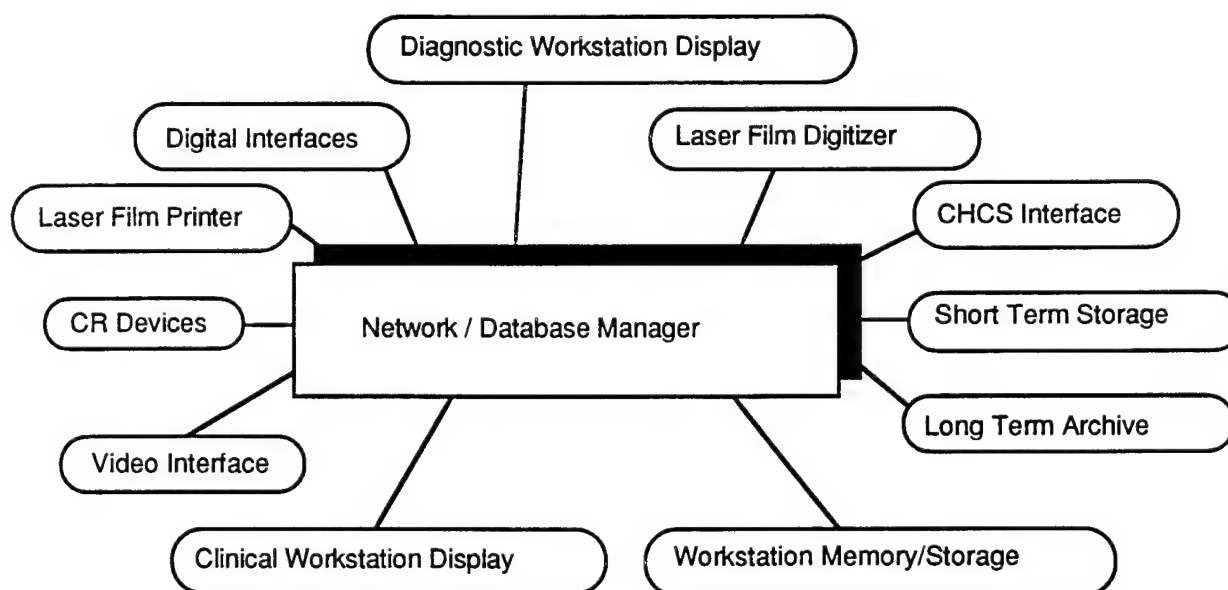 Diagnostic Workstation Display
Digital Interfaces
Laser Film Digitizer
Laser Film Printer
CHCS Interface
CR Devices
Network / Database Manager
Short Term Storage
Long Term Archive
Video Interface
Clinical Workstation Display
Workstation Memory/Storage